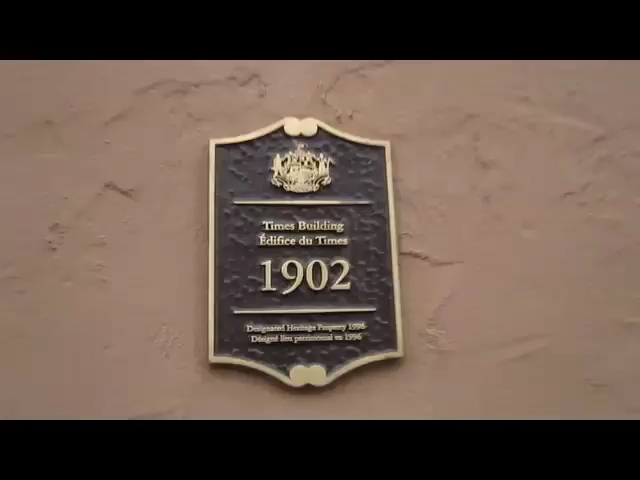 Times Building
Édifice du Times
1902
Designated Heritage Property 1996
Désigné lieu patrimonial en 1996